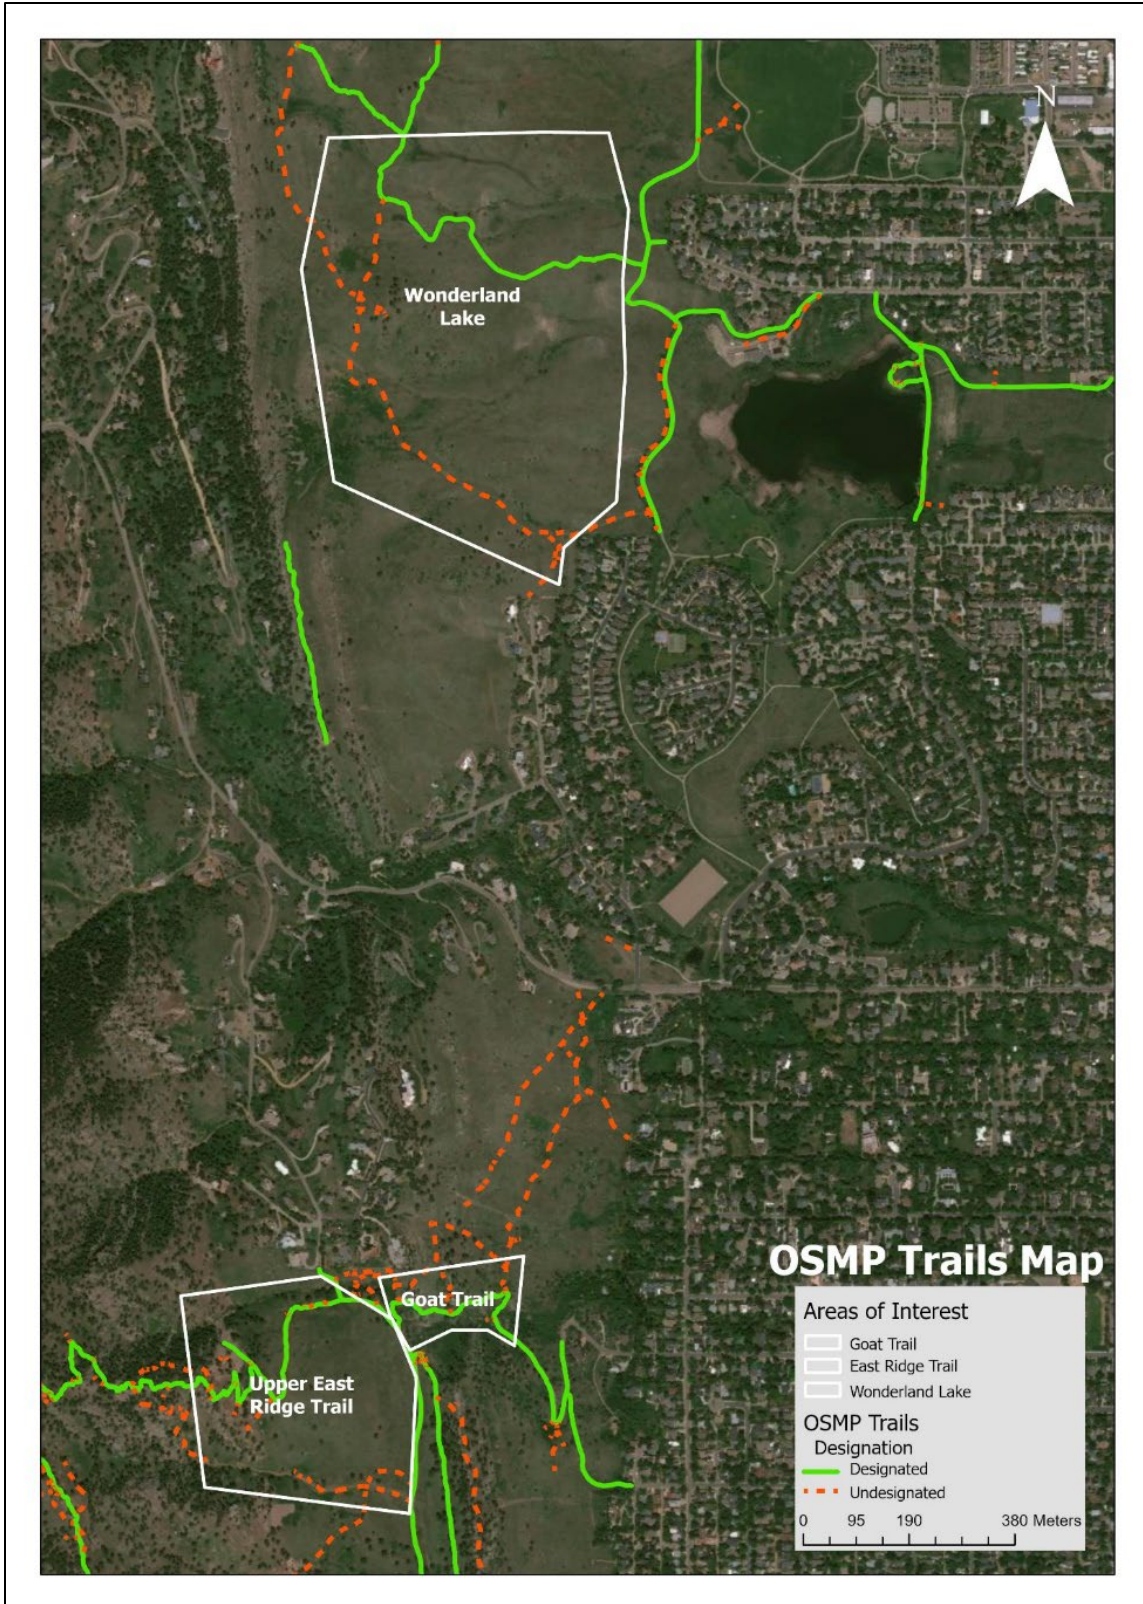 N
Wonderland
Lake
Goat Trail
Upper East
Ridge Trail
OSMP Trails Map
Areas of Interest
Goat Trail
East Ridge Trail
Wonderland Lake
OSMP Trails
Designation
Designated
Undesignated
0 95 190 380 Meters